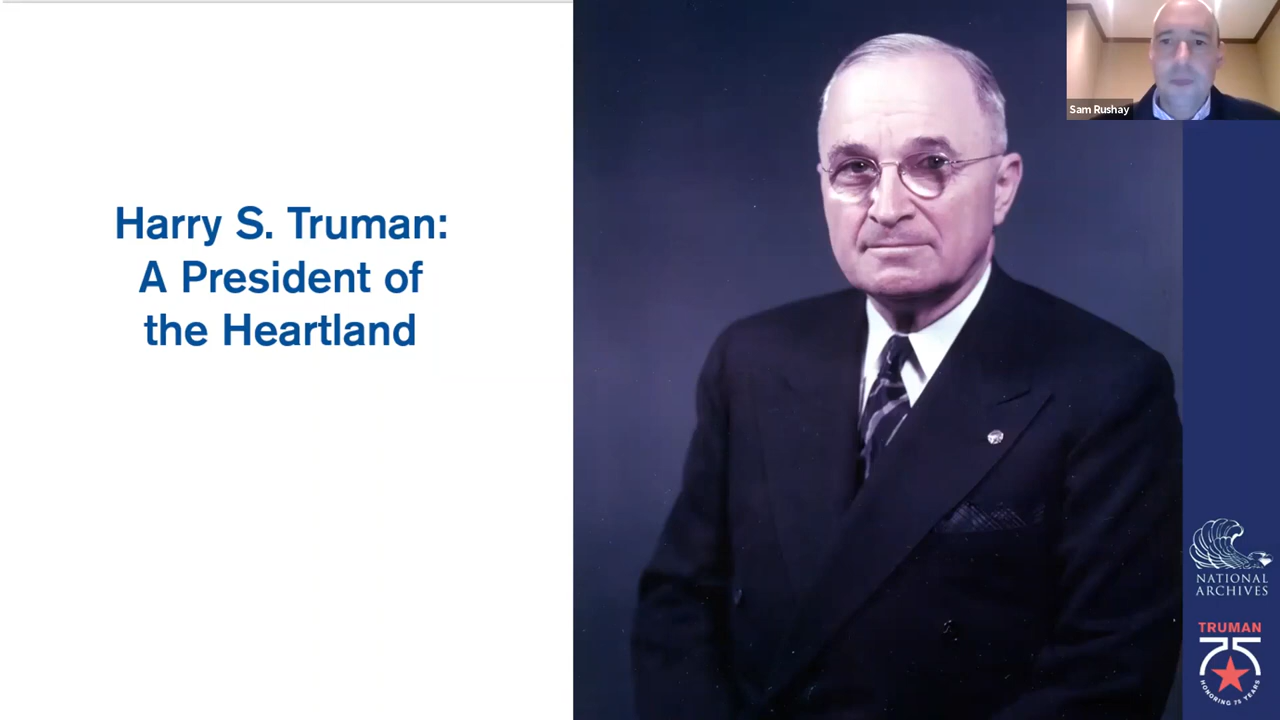 Harry S. Truman:
A President of
the Heartland
Sam Rushay
NATIONAL
ARCHIVES
TRUMAN
75
HONORING 75 YEARS